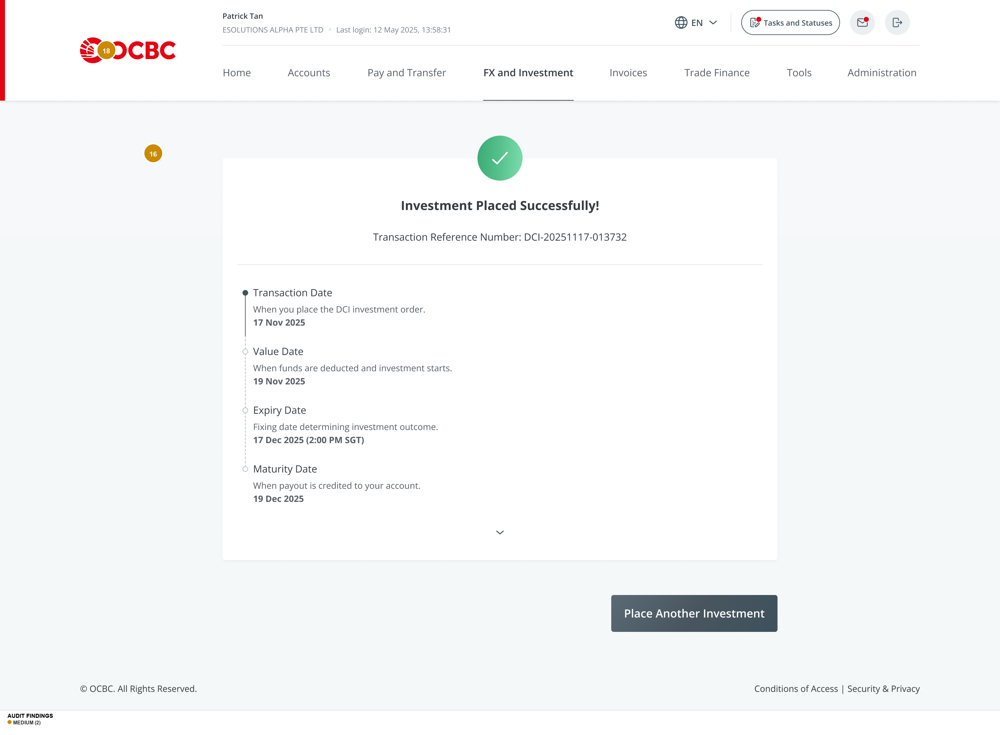 Patrick Tan
ESOLUTIONS ALPHA PTE LTD • Last login: 12 May 2025, 13:58:31
EN
Tasks and Statuses
OCBC
18
Home Accounts Pay and Transfer FX and Investment Invoices Trade Finance Tools Administration
16
Investment Placed Successfully!
Transaction Reference Number: DCI-20251117-013732
Transaction Date
When you place the DCI investment order.
17 Nov 2025
Value Date
When funds are deducted and investment starts.
19 Nov 2025
Expiry Date
Fixing date determining investment outcome.
17 Dec 2025 (2:00 PM SGT)
Maturity Date
When payout is credited to your account.
19 Dec 2025
Place Another Investment
© OCBC. All Rights Reserved.
Conditions of Access | Security & Privacy
AUDIT FINDINGS
MEDIUM (2)